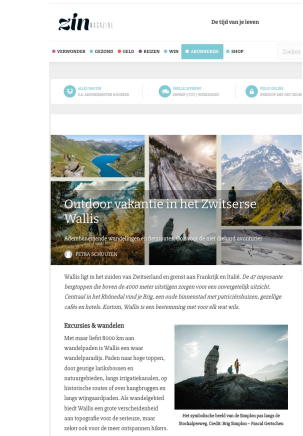 zin MAGAZINE
De tijd van je leven
VERWONDER GEZOND GELD REIZEN WIN ABONNEREN SHOP
Zoeken
Outdoor vakantie in het Zwitserse
Wallis
PETRA SCHOUTEN
Wallis ligt in het zuiden van Zwitserland en grenst aan Frankrijk en Italië. De 47 imposante
bergtoppen die boven de 4000 meter uitstijgen zorgen voor een onvergetelijk uitzicht.
Centraal in het Rhônedal vind je Brig, een oude binnenstad met patriciërshuizen, gezellige
cafés en hotels. Kortom, Wallis is een bestemming met voor elk wat wils.
Excursies & wandelen
Met maar liefst 8000 km aan
wandelpaden is Wallis een waar
wandelparadijs. Paden naar hoge toppen,
door geurige lariksbossen en
natuurgebieden, langs irrigatiekanalen, op
historische routes of over hangbruggen en
langs wijngaardpaden. Als wandelgebied
biedt Wallis een grote verscheidenheid
aan topografie voor de serieuze, maar
zeker ook voor de meer ontspannen hikers.
Het symbolische beeld van de Simplon pas langs de
Stockalperweg. Credit: Brig Simplon – Pascal Gertschen